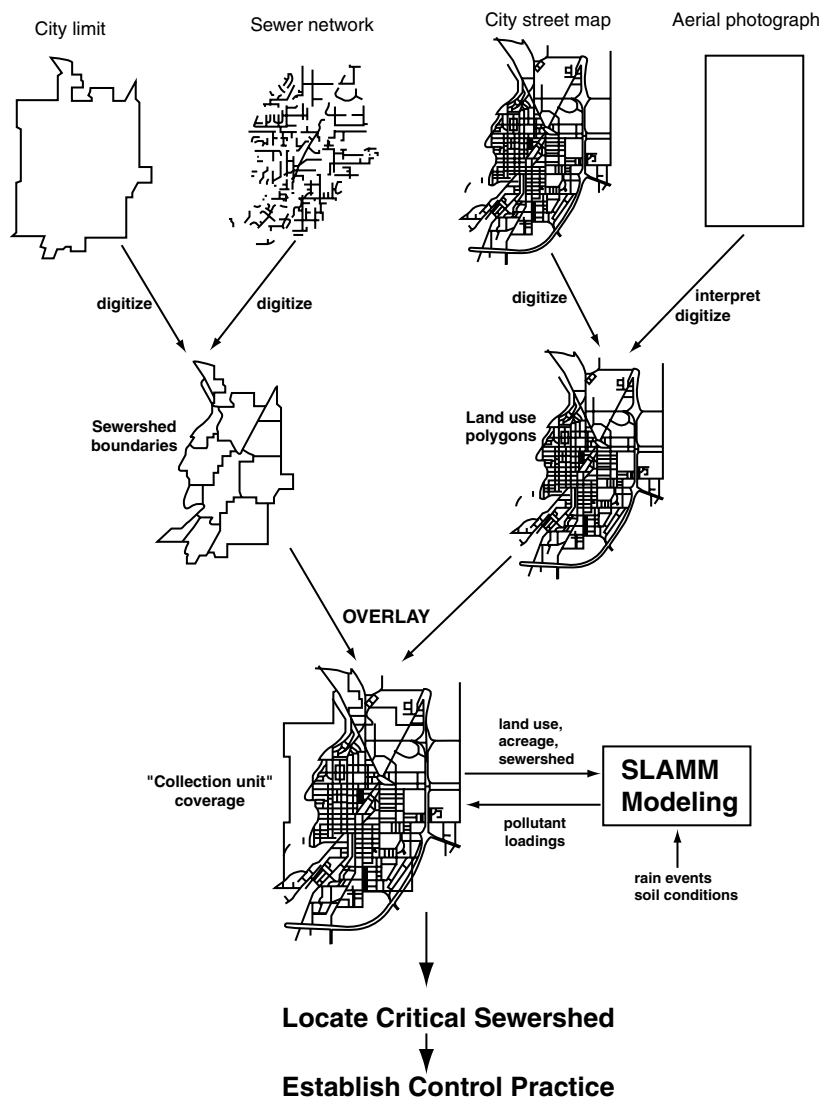 City limit
Sewer network
City street map
Aerial photograph
digitize
digitize
digitize
interpret
digitize
Sewershed
boundaries
Land use
polygons
OVERLAY
"Collection unit"
coverage
land use,
acreage,
sewershed
pollutant
loadings
SLAMM
Modeling
rain events
soil conditions
Locate Critical Sewershed
Establish Control Practice